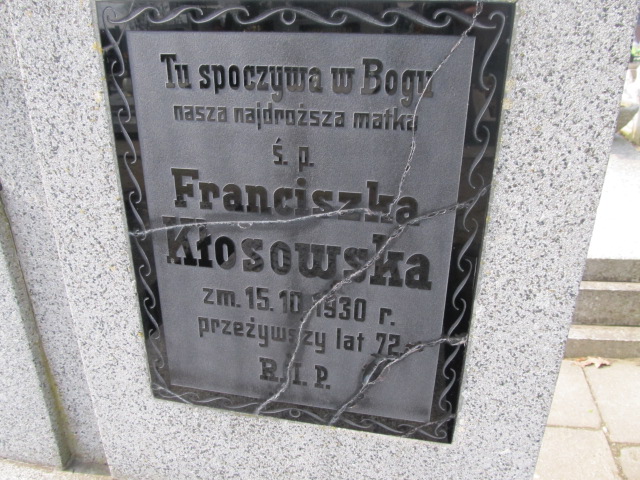 Tu spoczywa w Bogu
nasza najdroższa matka
ś. p.
Franciszka
Kłosowska
zm. 15. 10. 1930 r.
przeżywszy lat 72
R. I. P.